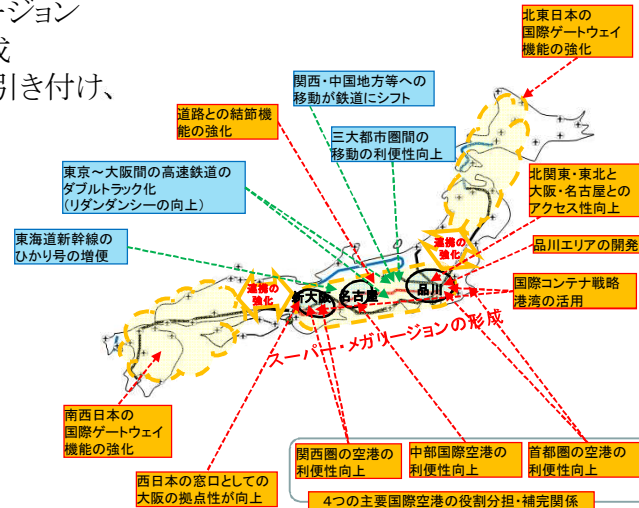 ージョン
成
引き付け、
北東日本の
国際ゲートウェイ
機能の強化
関西・中国地方等への
移動が鉄道にシフト
道路との結節機
能の強化
三大都市圏間の
移動の利便性向上
東京～大阪間の高速鉄道の
ダブルトラック化
(リダンダンシーの向上)
北関東・東北と
大阪・名古屋との
アクセス性向上
東海道新幹線の
ひかり号の増便
連携の
強化
品川エリアの開発
連携の
強化
新大阪
名古屋
品川
国際コンテナ戦略
港湾の活用
スーパー・メガリージョンの形成
南西日本の
国際ゲートウェイ
機能の強化
関西圏の空港の
利便性向上
中部国際空港の
利便性向上
首都圏の空港の
利便性向上
西日本の窓口としての
大阪の拠点性が向上
4つの主要国際空港の役割分担・補完関係